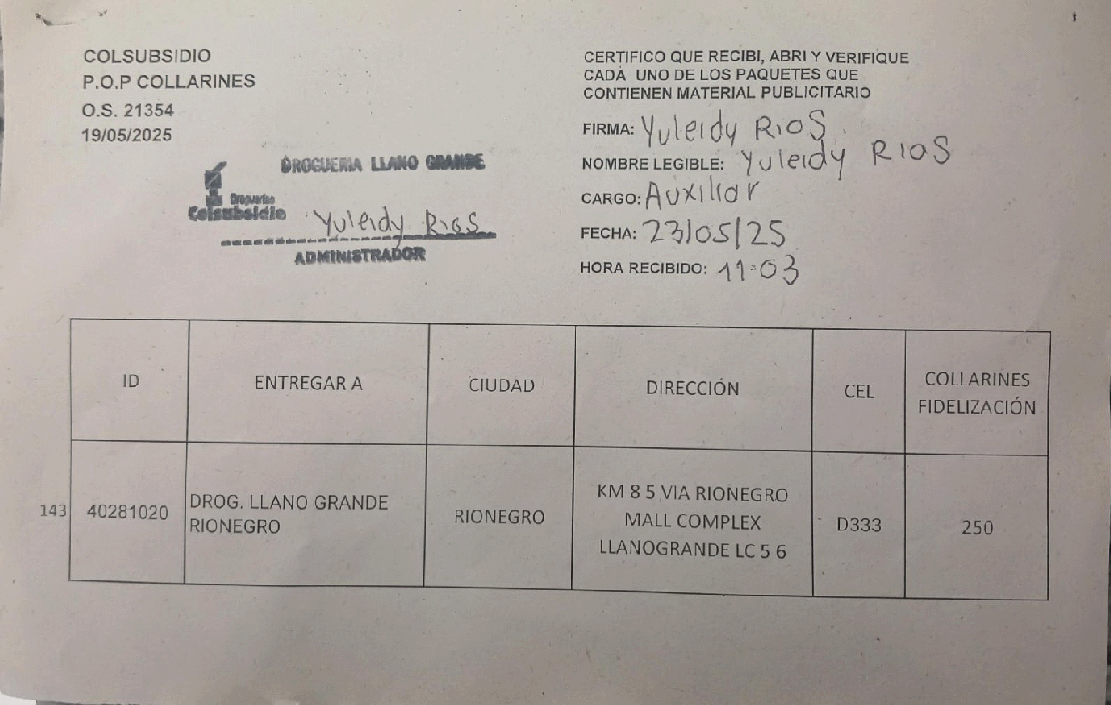 COLSUBSIDIO
P.O.P COLLARINES
O.S. 21354
19/05/2025
DROGUERIA LLANO GRANDE
Droguerías
Colsubsidio
Yuleidy RioS
ADMINISTRADOR
CERTIFICO QUE RECIBI, ABRI Y VERIFIQUE
CADA UNO DE LOS PAQUETES QUE
CONTIENEN MATERIAL PUBLICITARIO
FIRMA: Yuleidy RioS
NOMBRE LEGIBLE: Yuleidy RIOS
CARGO: Auxiliar
FECHA: 23/05/25
HORA RECIBIDO: 11:03
ID ENTREGAR A CIUDAD DIRECCIÓN CEL COLLARINES FIDELIZACIÓN
143 40281020 DROG. LLANO GRANDE RIONEGRO RIONEGRO KM 8 5 VIA RIONEGRO MALL COMPLEX LLANOGRANDE LC 5 6 D333 250